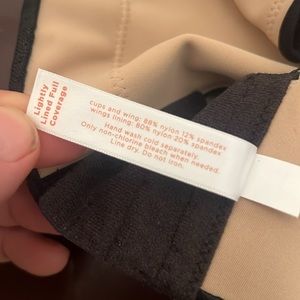 Lightly
Lined Full
Coverage
cups and wing: 88% nylon 12% spandex
wings lining: 80% nylon 20% spandex
Hand wash cold separately.
Only non-chlorine bleach when needed.
Line dry. Do not iron.